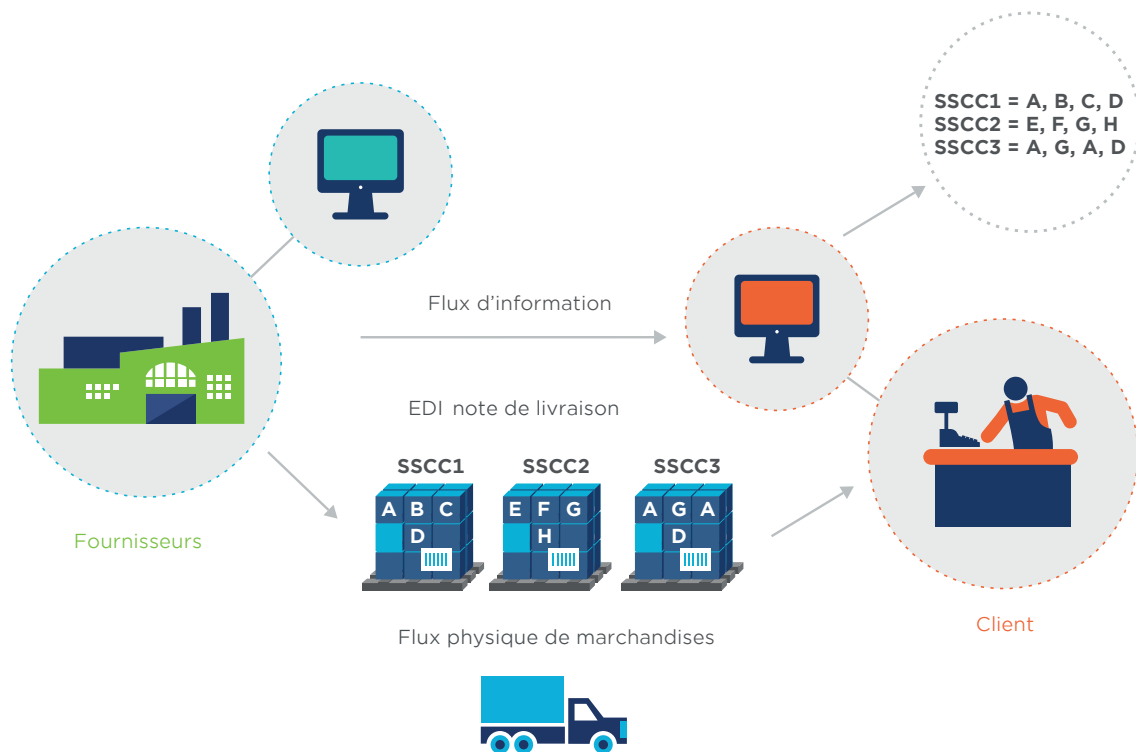 SSCC1 = A, B, C, D
SSCC2 = E, F, G, H
SSCC3 = A, G, A, D
Flux d’information
EDI note de livraison
SSCC1 SSCC2 SSCC3
A B C E F G A G A
D H D
Fournisseurs
Client
Flux physique de marchandises